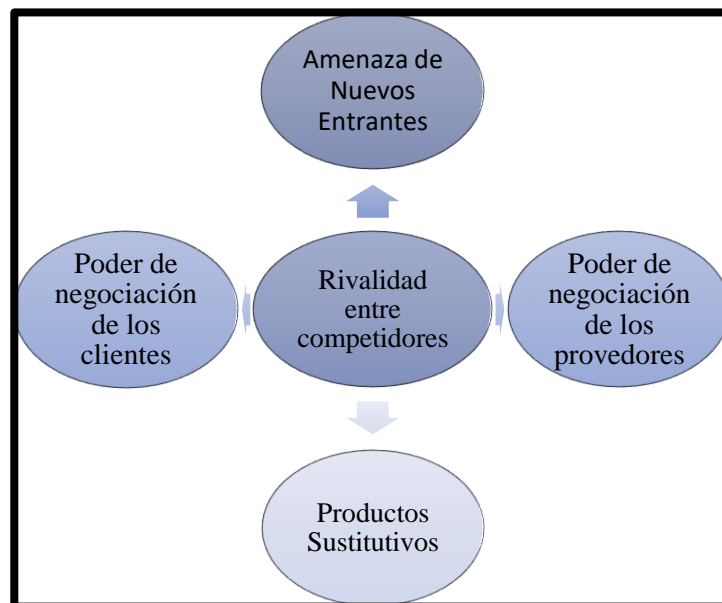 Amenaza de
Nuevos
Entrantes
Poder de
negociación
de los
clientes
Rivalidad
entre
competidores
Poder de
negociación
de los
provedores
Productos
Sustitutivos